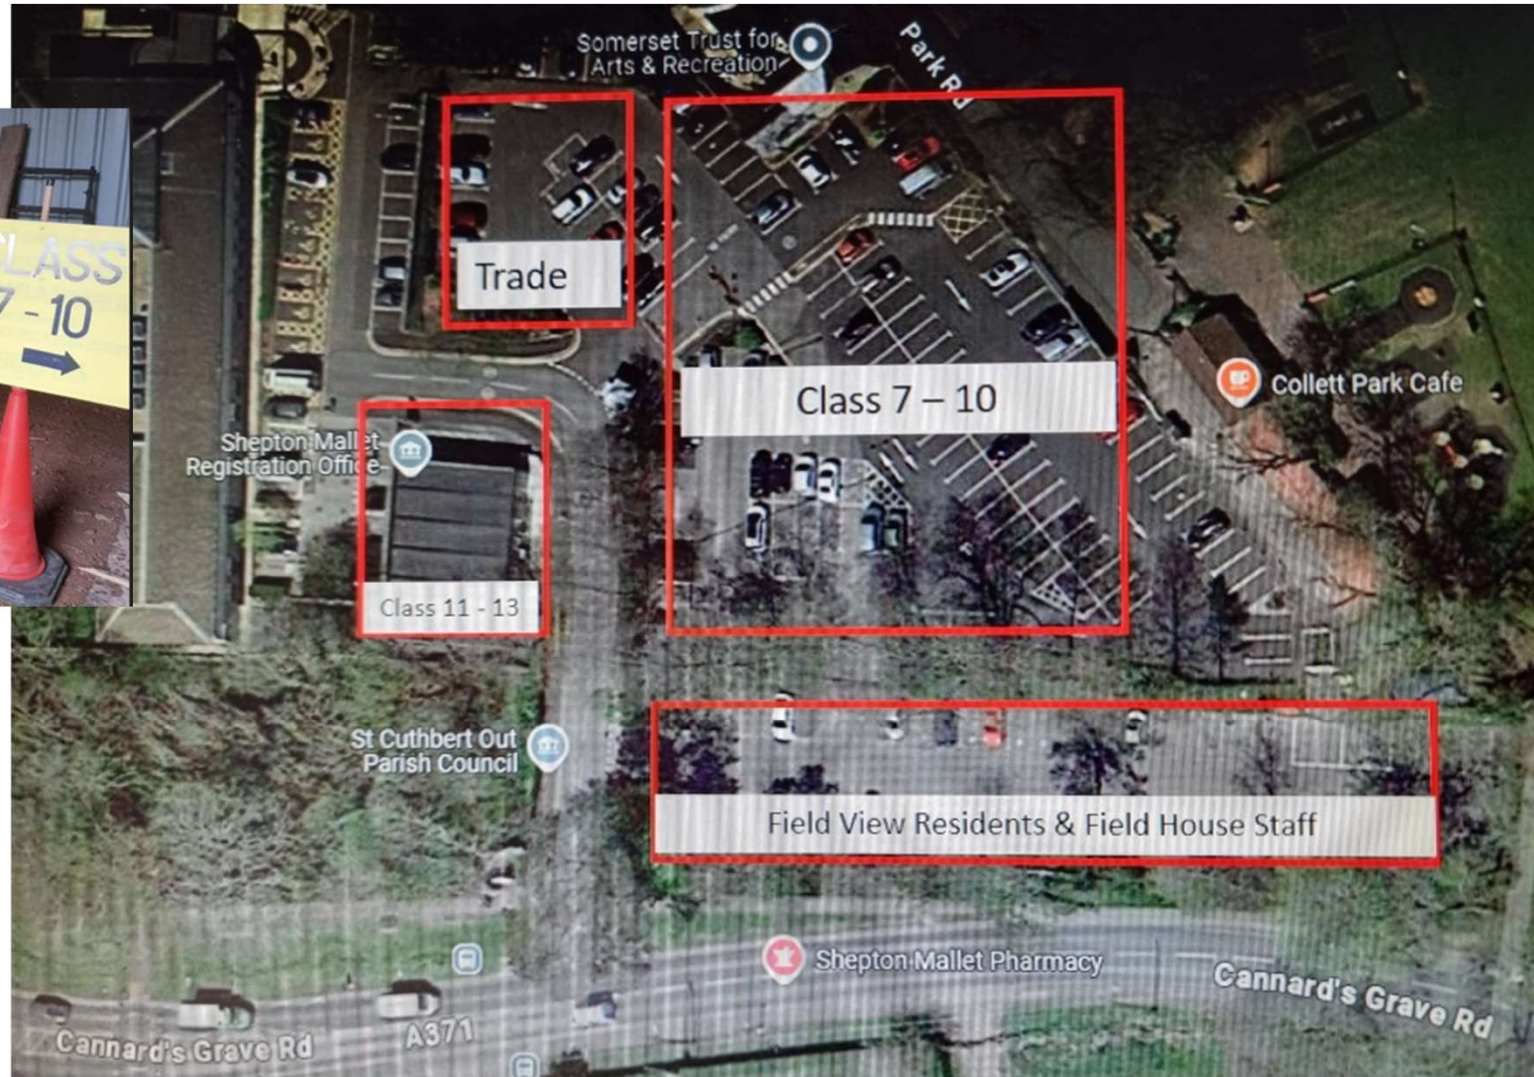 Somerset Trust for
Arts & Recreation
Park Rd
CLASS
7-10
Trade
Class 7 – 10
Collett Park Cafe
Shepton Mallet
Registration Office
Class 11 - 13
St Cuthbert Out
Parish Council
Field View Residents & Field House Staff
Shepton Mallet Pharmacy
Cannard's Grave Rd
A371
Cannard's Grave Rd